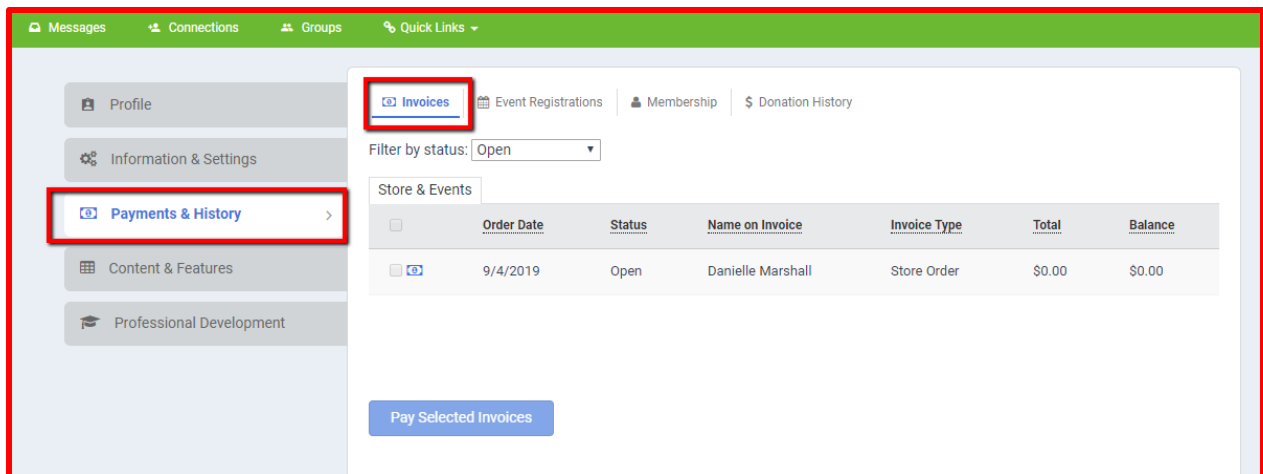 Messages Connections Groups Quick Links
Profile
Information & Settings
Payments & History
Content & Features
Professional Development
Invoices Event Registrations Membership $ Donation History
Filter by status: Open
Store & Events
Order Date Status Name on Invoice Invoice Type Total Balance
9/4/2019 Open Danielle Marshall Store Order $0.00 $0.00
Pay Selected Invoices